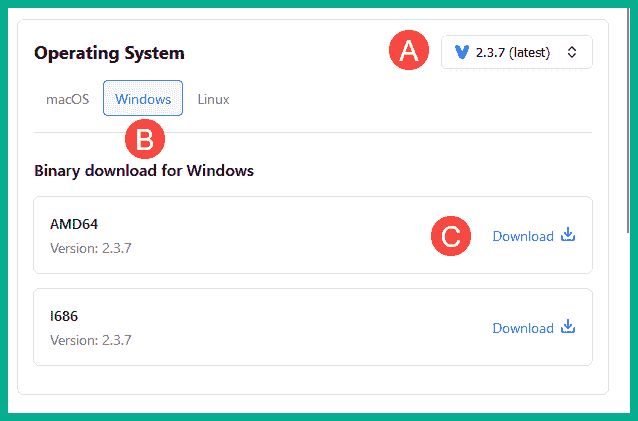 Operating System
A
2.3.7 (latest)
macOS Windows Linux
B
Binary download for Windows
AMD64
Version: 2.3.7
C
Download
I686
Version: 2.3.7
Download